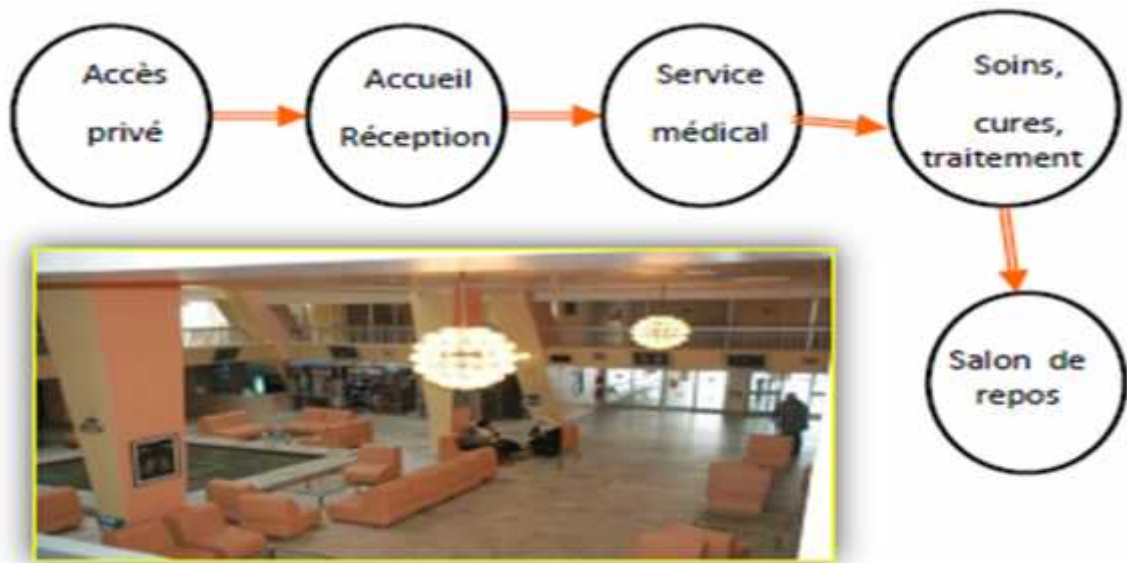 Accès
privé
Accueil
Réception
Service
médical
Soins,
cures,
traitement
Salon de
repos